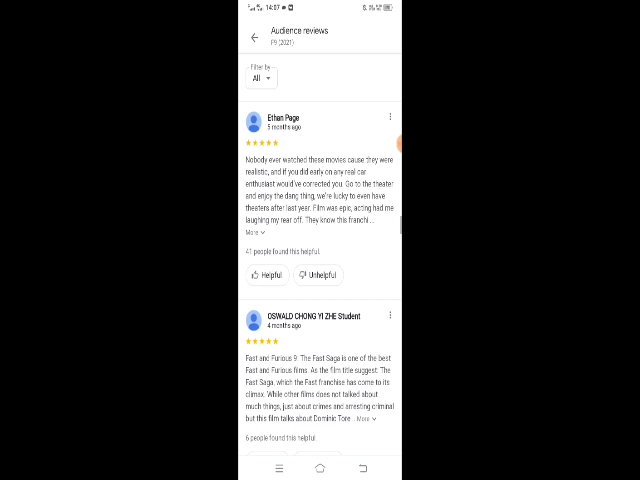 14:07
Audience reviews
F9 (2021)
Filter by
All
Ethan Page
5 months ago
Nobody ever watched these movies cause they were
realistic, and if you did early on any real car
enthusiast would've corrected you. Go to the theater
and enjoy the dang thing, we're lucky to even have
theaters after last year. Film was epic, acting had me
laughing my rear off. They know this franchi ...
More
41 people found this helpful.
Helpful
Unhelpful
OSWALD CHONG YI ZHE Student
4 months ago
Fast and Furious 9: The Fast Saga is one of the best
Fast and Furious films. As the film title suggest: The
Fast Saga, which the Fast franchise has come to its
climax. While other films does not talked about
much things, just about crimes and arresting criminal
but this film talks about Dominic Tore... More
6 people found this helpful.